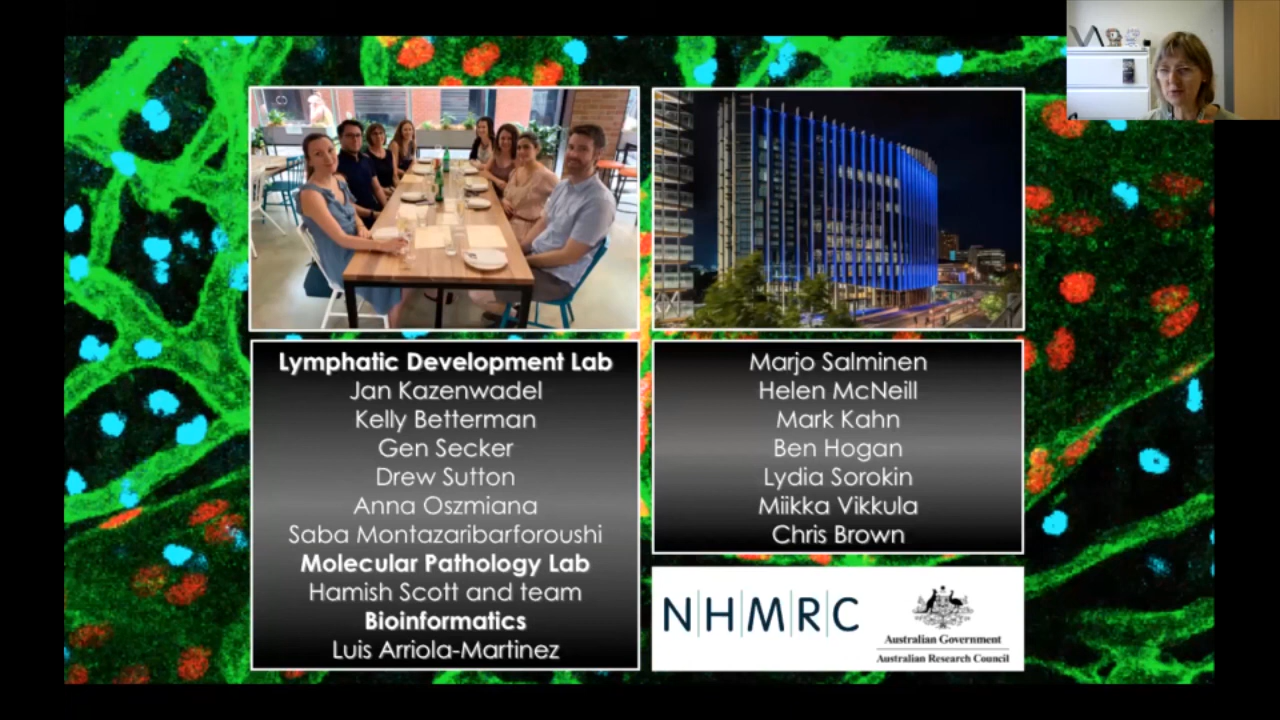 Lymphatic Development Lab
Jan Kazenwadel
Kelly Betterman
Gen Secker
Drew Sutton
Anna Oszmiana
Saba Montazaribarforoushi
Molecular Pathology Lab
Hamish Scott and team
Bioinformatics
Luis Arriola-Martinez
Marjo Salminen
Helen McNeill
Mark Kahn
Ben Hogan
Lydia Sorokin
Miikka Vikkula
Chris Brown
NHMRC
Australian Government
Australian Research Council